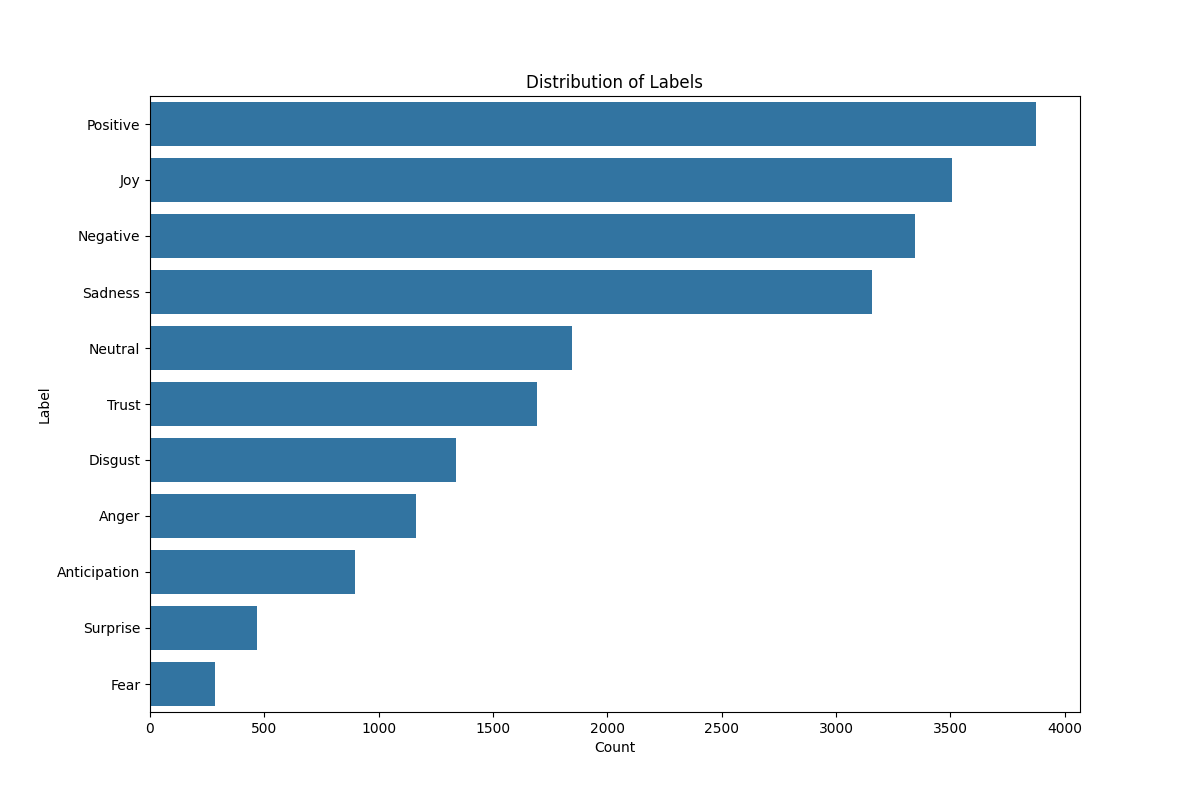 Distribution of Labels
Positive
Joy
Negative
Sadness
Neutral
Trust
Disgust
Anger
Anticipation
Surprise
Fear
Label
0 500 1000 1500 2000 2500 3000 3500 4000
Count